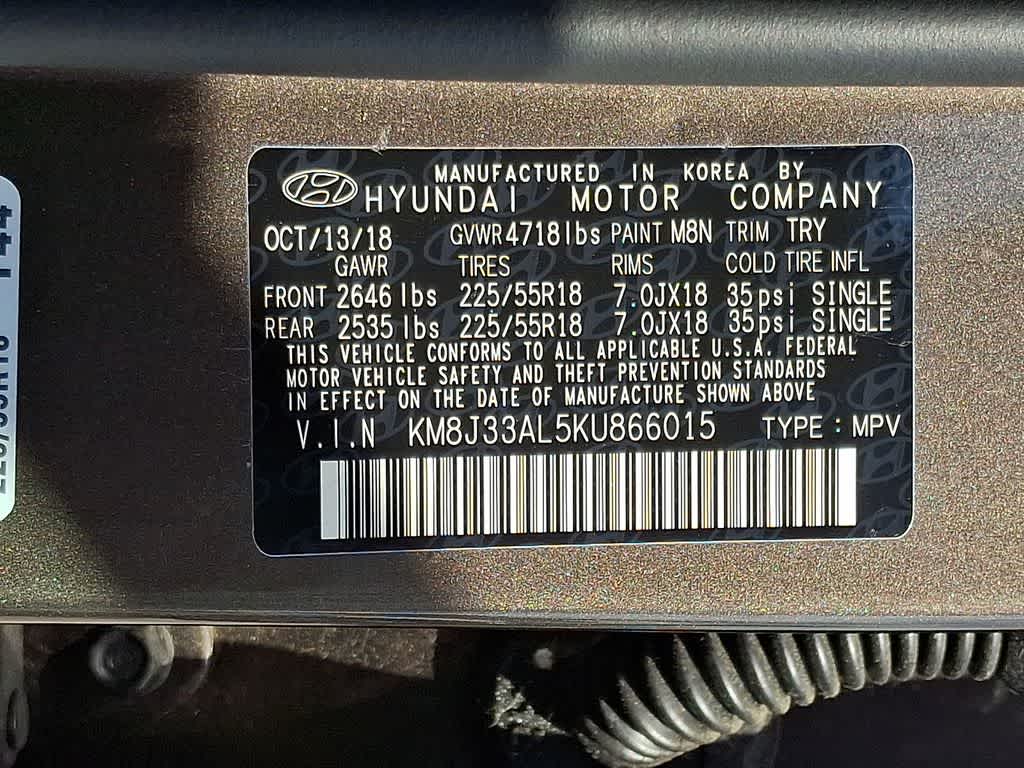 MANUFACTURED IN KOREA BY
HYUNDAI MOTOR COMPANY
OCT/13/18 GVWR 4718lbs PAINT M8N TRIM TRY
GAWR TIRES RIMS COLD TIRE INFL
FRONT 2646 lbs 225/55R18 7.0JX18 35psi SINGLE
REAR 2535 lbs 225/55R18 7.0JX18 35psi SINGLE
THIS VEHICLE CONFORMS TO ALL APPLICABLE U.S.A. FEDERAL
MOTOR VEHICLE SAFETY AND THEFT PREVENTION STANDARDS
IN EFFECT ON THE DATE OF MANUFACTURE SHOWN ABOVE
V.I.N KM8J33AL5KU866015 TYPE : MPV